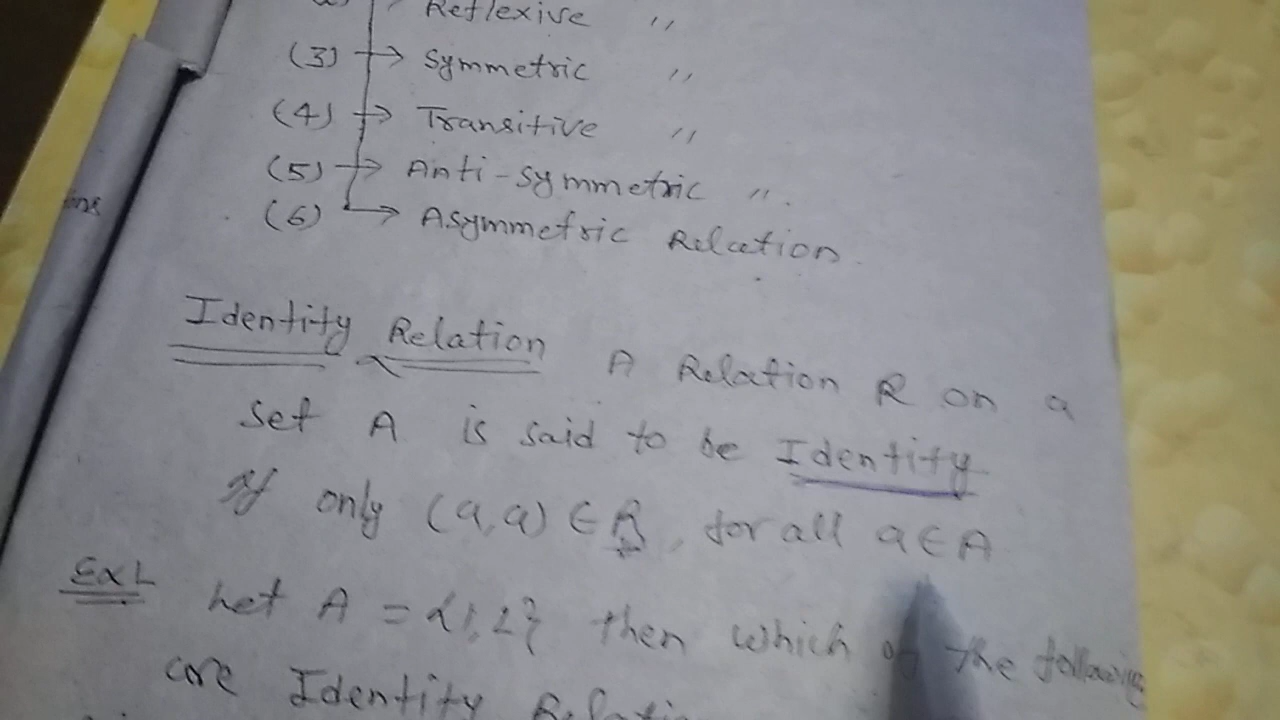 Reflexive "
(3) → Symmetric "
(4) → Transitive "
(5) → Anti-symmetric ".
(6) → Asymmetric Relation.
Identity Relation A Relation R on a
set A is said to be Identity
If only (a,a) ∈ R, for all a ∈ A
Ex1 Let A = {1,2} then which of the following
are Identity